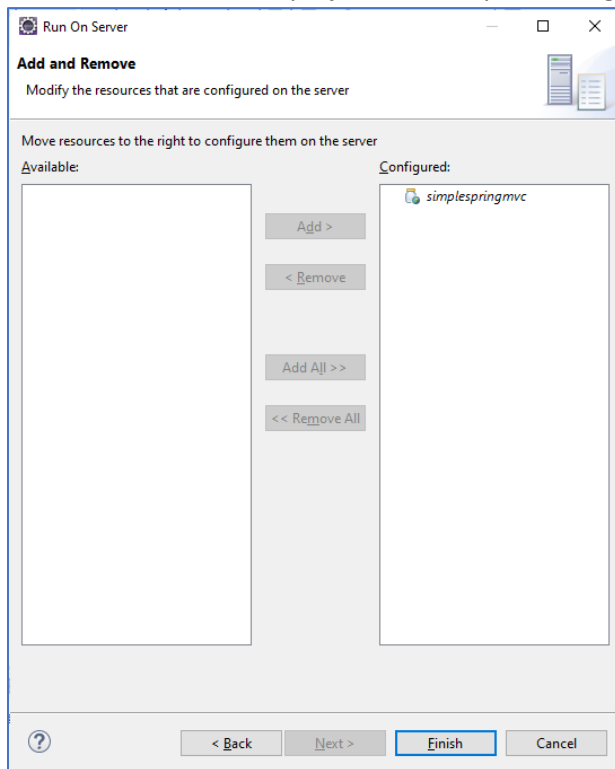 Run On Server
Add and Remove
Modify the resources that are configured on the server
Move resources to the right to configure them on the server
Available:
Configured:
simplespringmvc
Add >
< Remove
Add All >>
<< Remove All
?
< Back
Next >
Finish
Cancel